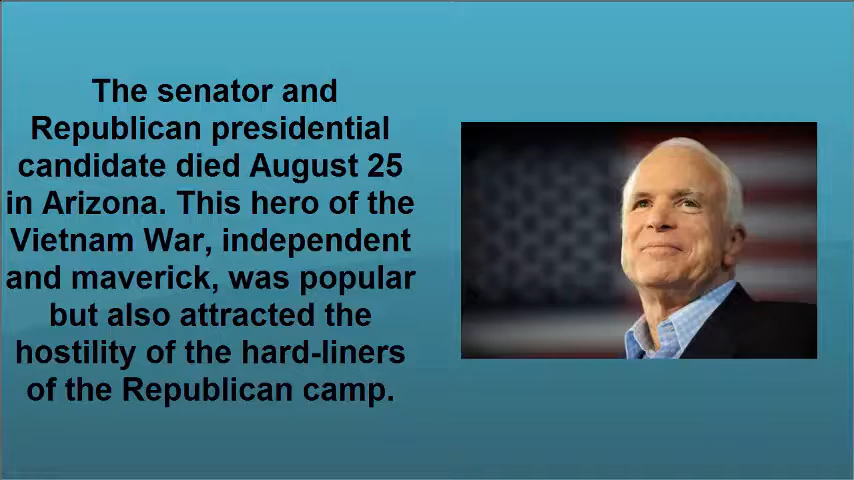 The senator and
Republican presidential
candidate died August 25
in Arizona. This hero of the
Vietnam War, independent
and maverick, was popular
but also attracted the
hostility of the hard-liners
of the Republican camp.